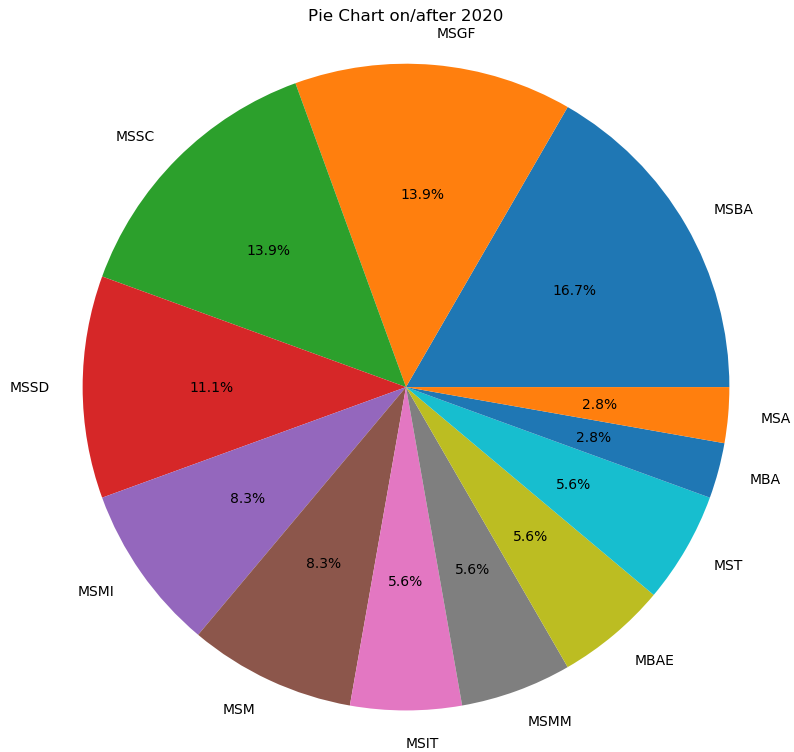 Pie Chart on/after 2020
MSGF
MSSC
MSBA
13.9%
13.9%
16.7%
MSSD
11.1%
2.8%
MSA
2.8%
MBA
8.3%
5.6%
MST
5.6%
8.3%
5.6%
5.6%
MSMI
MBAE
MSM
MSMM
MSIT